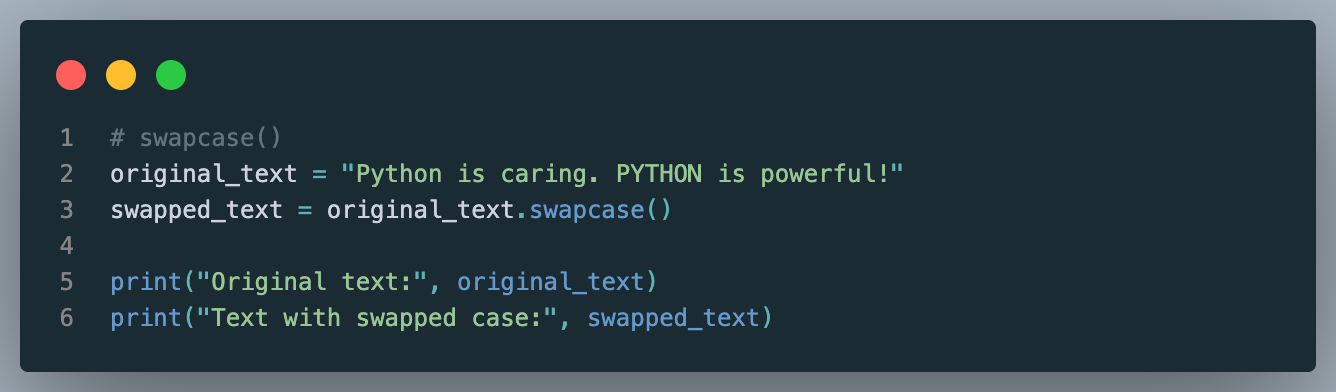 1 # swapcase()
2 original_text = "Python is caring. PYTHON is powerful!"
3 swapped_text = original_text.swapcase()
4
5 print("Original text:", original_text)
6 print("Text with swapped case:", swapped_text)